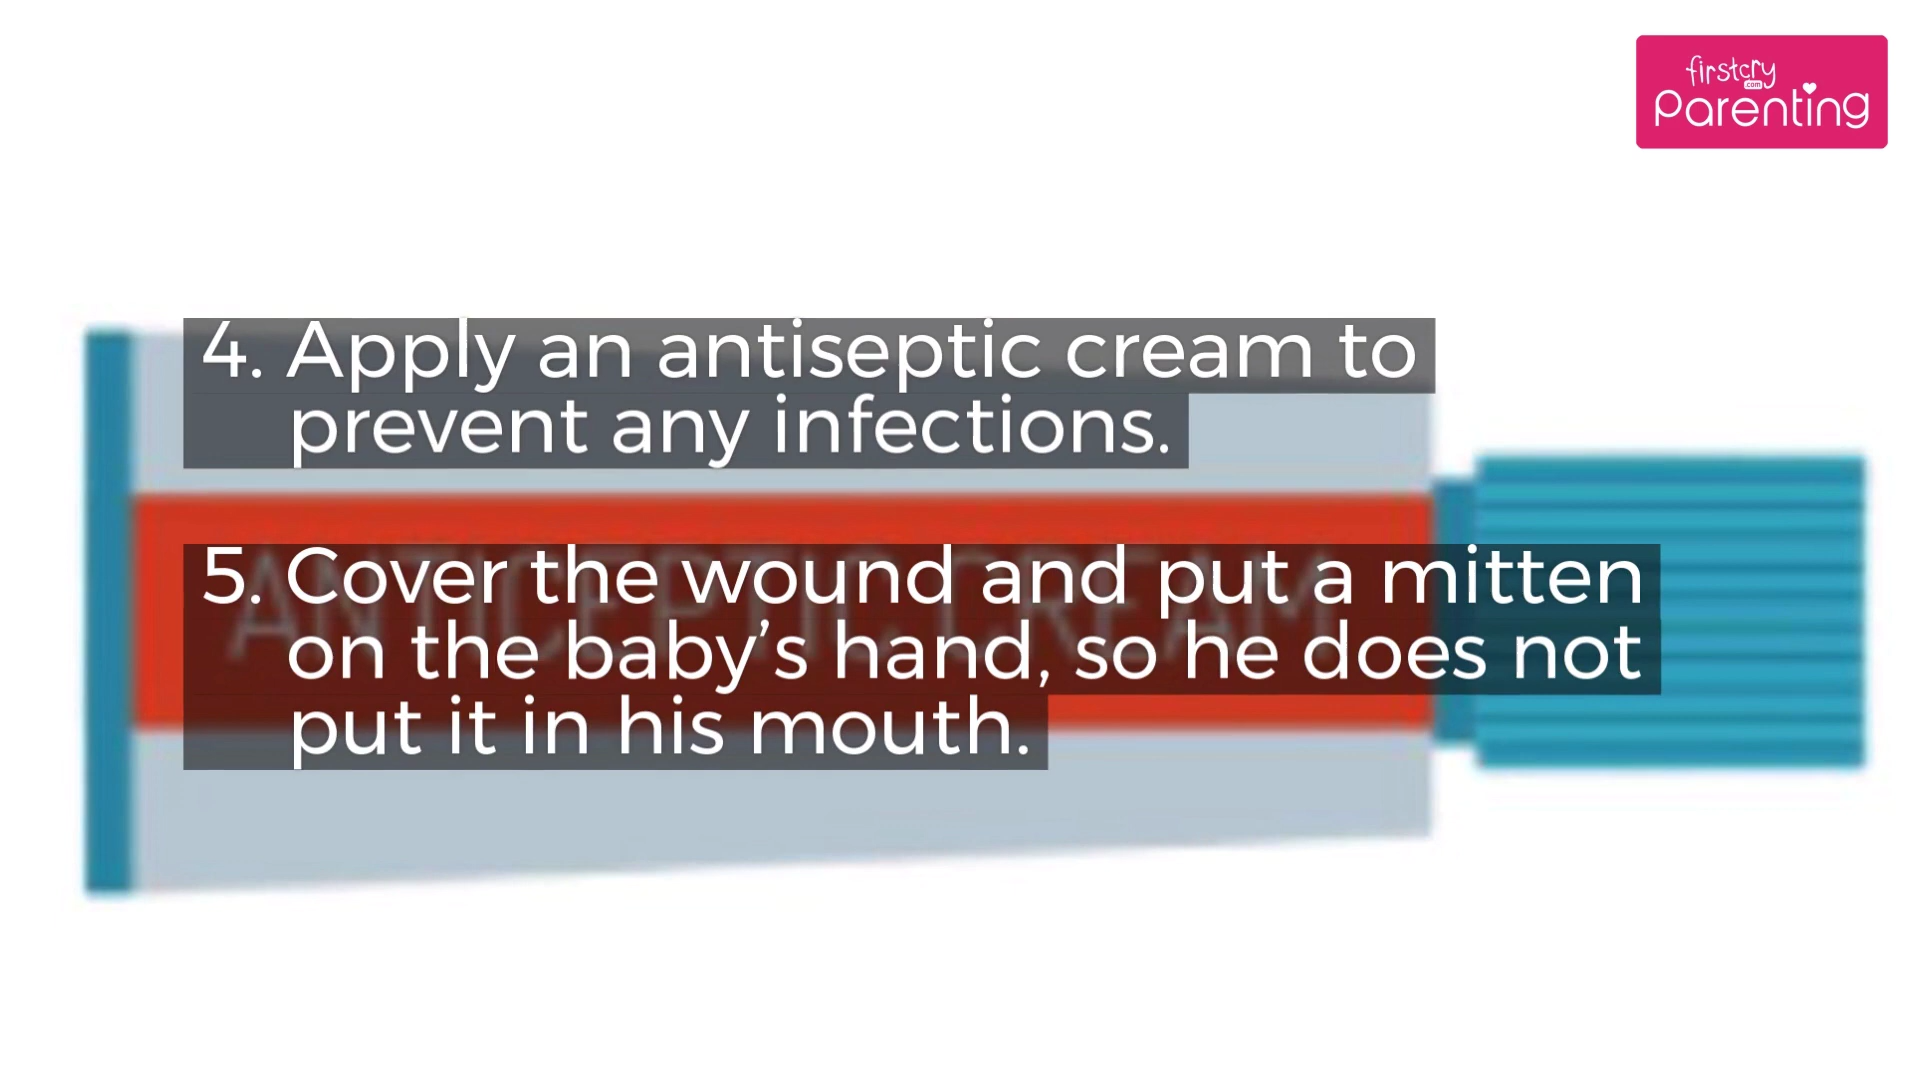 firstcry
.com
Parenting
4. Apply an antiseptic cream to
prevent any infections.
5. Cover the wound and put a mitten
on the baby’s hand, so he does not
put it in his mouth.